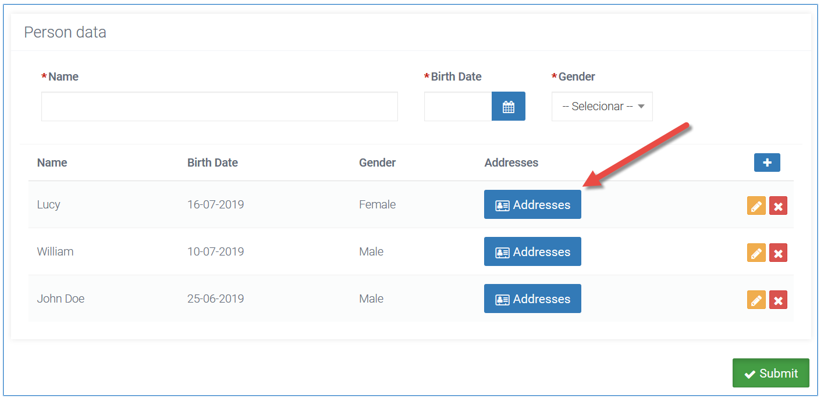 Person data
*Name *Birth Date *Gender
-- Selecionar --
Name Birth Date Gender Addresses
Lucy 16-07-2019 Female Addresses
William 10-07-2019 Male Addresses
John Doe 25-06-2019 Male Addresses
Submit